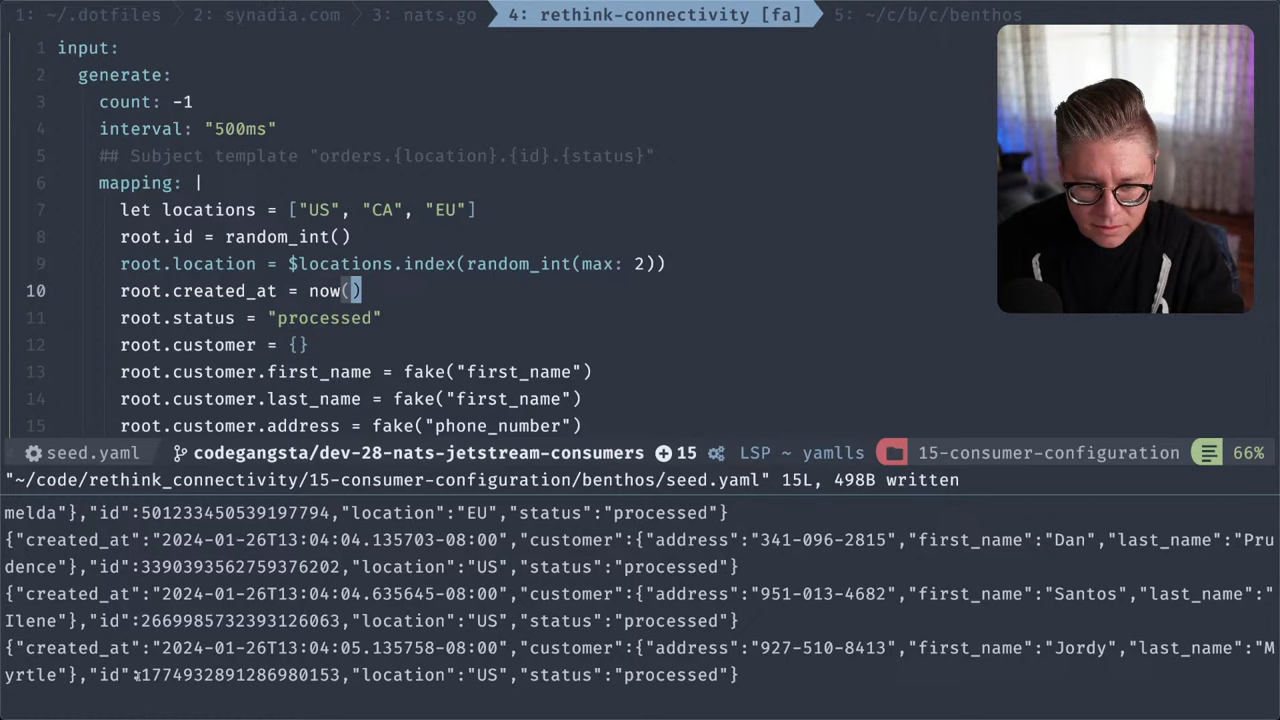 1: ~/.dotfiles 2: synadia.com 3: nats.go 4: rethink-connectivity [fa] 5: ~/c/b/c/benthos
1 input:
2 generate:
3 count: -1
4 interval: "500ms"
5 ## Subject template "orders.{location}.{id}.{status}"
6 mapping: |
7 let locations = ["US", "CA", "EU"]
8 root.id = random_int()
9 root.location = $locations.index(random_int(max: 2))
10 root.created_at = now()
11 root.status = "processed"
12 root.customer = {}
13 root.customer.first_name = fake("first_name")
14 root.customer.last_name = fake("first_name")
15 root.customer.address = fake("phone_number")
seed.yaml codegangsta/dev-28-nats-jetstream-consumers 15 LSP ~ yamlls 15-consumer-configuration 66%
"~/code/rethink_connectivity/15-consumer-configuration/benthos/seed.yaml" 15L, 498B written
melda"},"id":501233450539197794,"location":"EU","status":"processed"}
{"created_at":"2024-01-26T13:04:04.135703-08:00","customer":{"address":"341-096-2815","first_name":"Dan","last_name":"Pru
dence"},"id":3390393562759376202,"location":"US","status":"processed"}
{"created_at":"2024-01-26T13:04:04.635645-08:00","customer":{"address":"951-013-4682","first_name":"Santos","last_name":"
Ilene"},"id":2669985732393126063,"location":"US","status":"processed"}
{"created_at":"2024-01-26T13:04:05.135758-08:00","customer":{"address":"927-510-8413","first_name":"Jordy","last_name":"M
yrtle"},"id":1774932891286980153,"location":"US","status":"processed"}